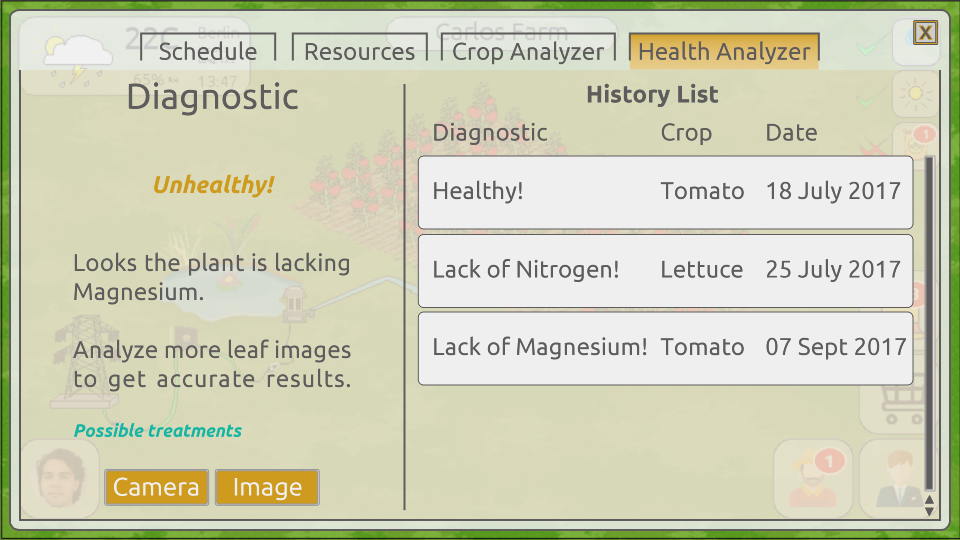 22C Berlin
Carlos Farm
X
Schedule Resources Crop Analyzer Health Analyzer
65% 13:47
Diagnostic
History List
Diagnostic Crop Date
1
Unhealthy!
Healthy! Tomato 18 July 2017
Looks the plant is lacking
Magnesium.
Lack of Nitrogen! Lettuce 25 July 2017
Analyze more leaf images
to get accurate results.
Lack of Magnesium! Tomato 07 Sept 2017
Possible treatments
1
Camera Image